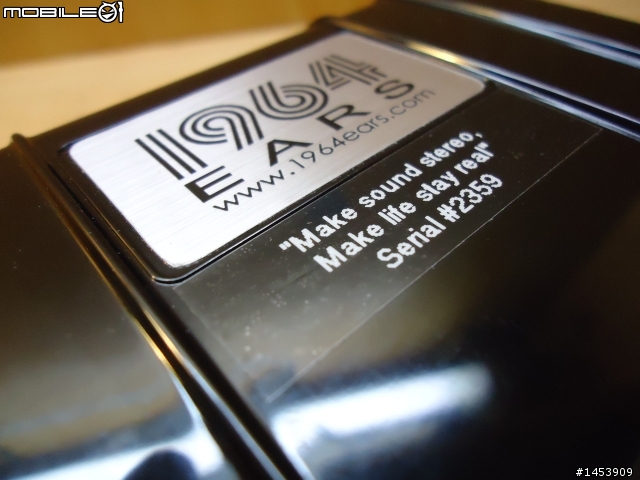 MOBILE01
1964
EARS
www.1964ears.com
"Make sound stereo,
Make life stay real"
Serial #2359
#1453909